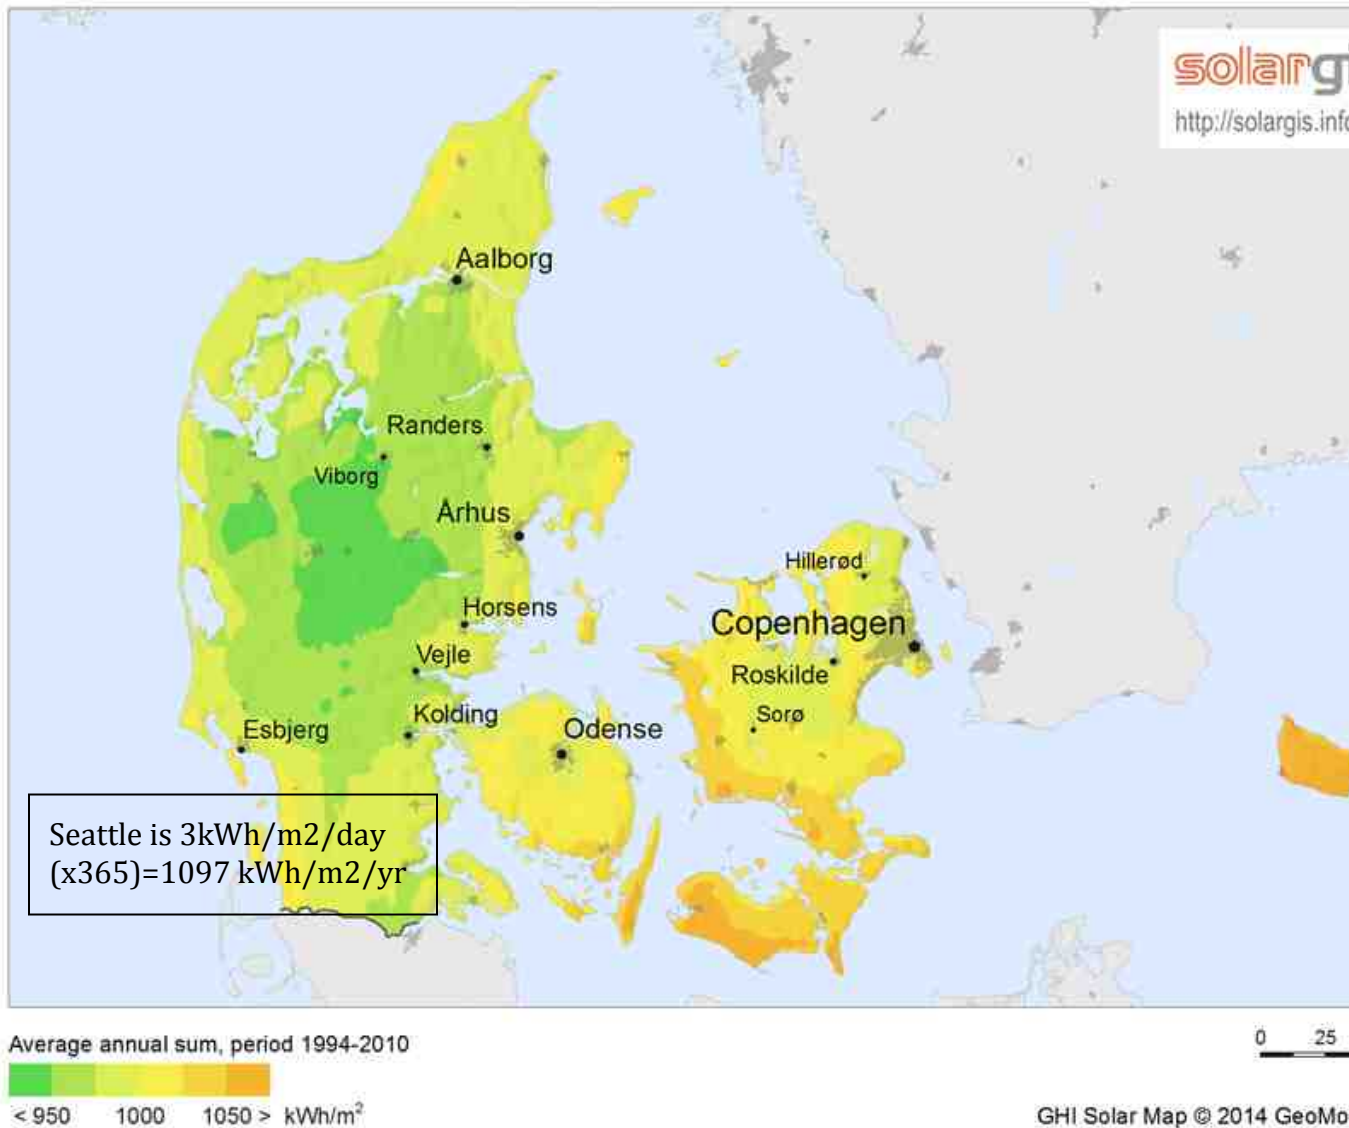 solargi
http://solargis.info
Aalborg
Randers
Viborg
Århus
Hillerød
Horsens
Copenhagen
Vejle
Roskilde
Kolding
Sorø
Esbjerg
Odense
Seattle is 3kWh/m2/day
(x365)=1097 kWh/m2/yr
Average annual sum, period 1994-2010
0 25
< 950 1000 1050 > kWh/m²
GHI Solar Map © 2014 GeoMo